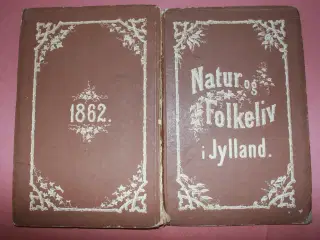 1862.
Natur og
Folkeliv
i Jylland.